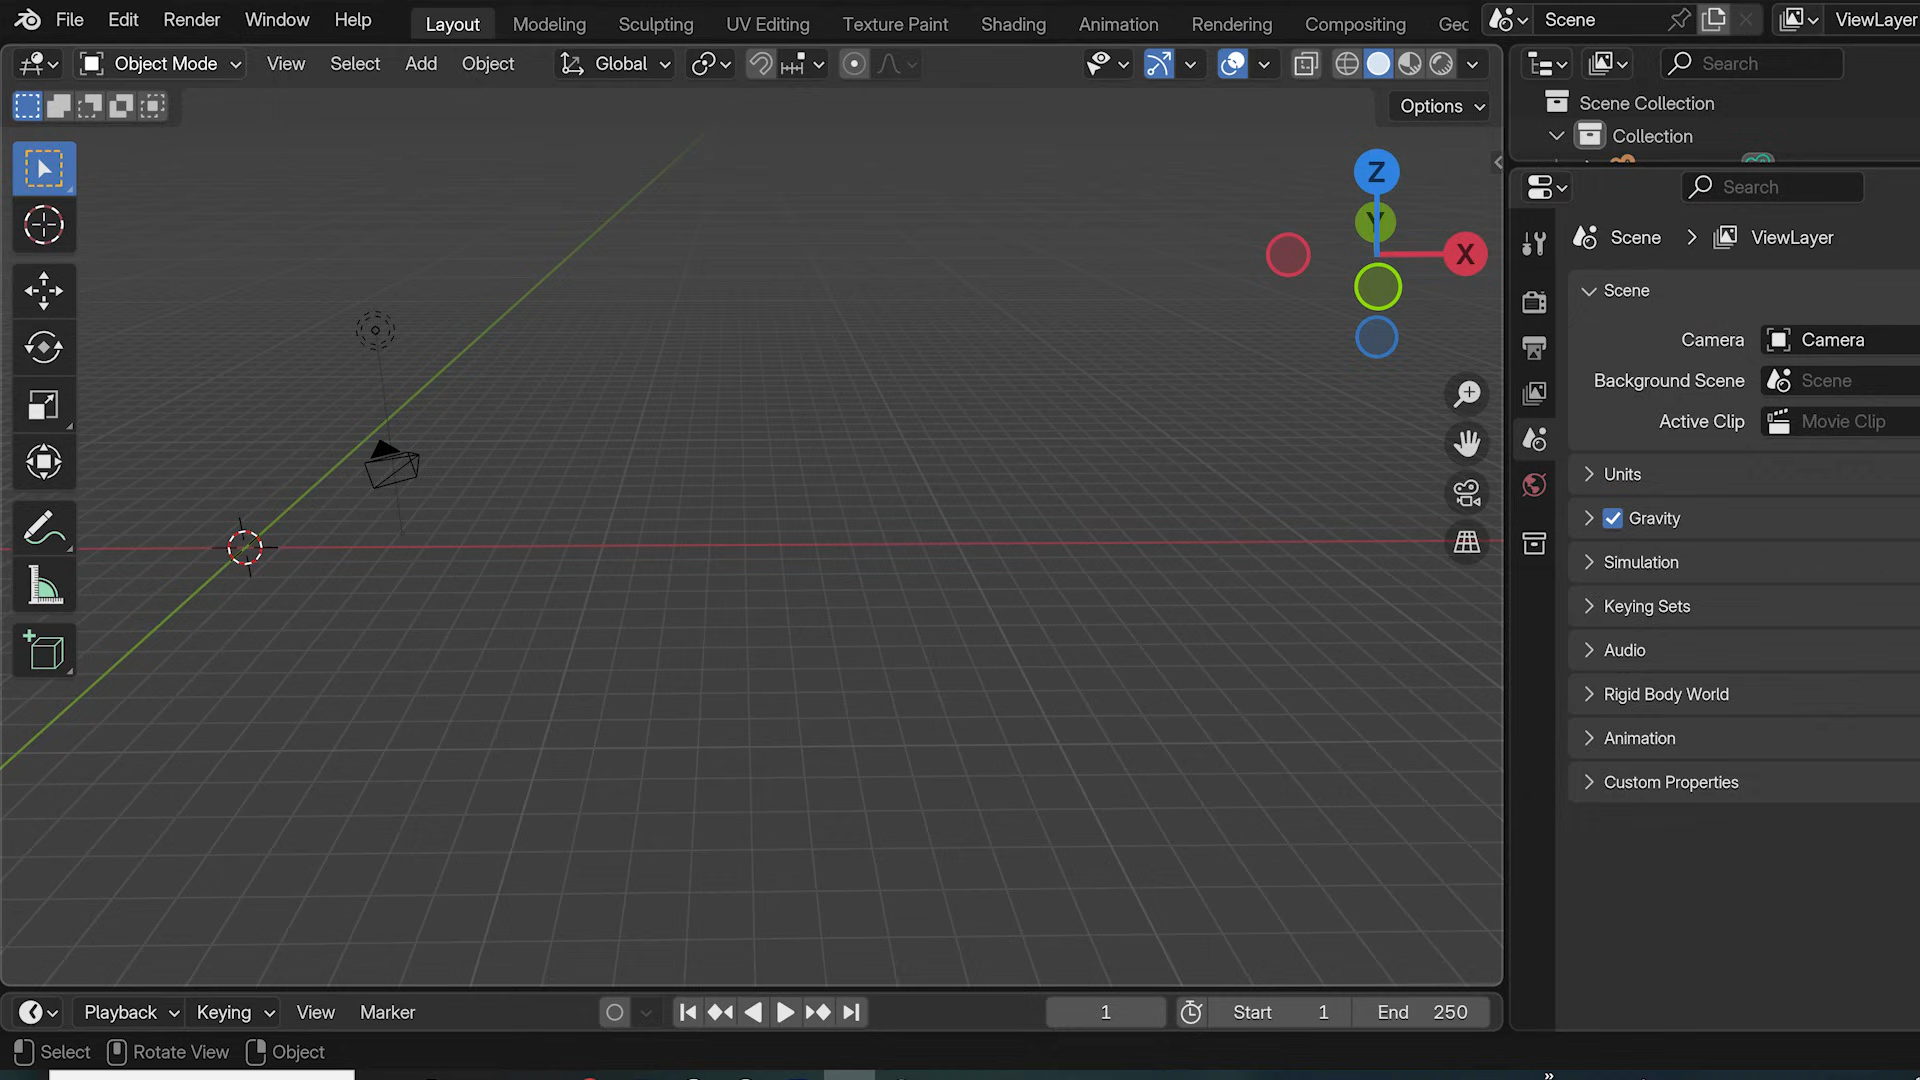 File Edit Render Window Help Layout Modeling Sculpting UV Editing Texture Paint Shading Animation Rendering Compositing Geo Scene ViewLayer
Object Mode View Select Add Object Global Search
Options
Scene Collection
Collection
Z
Y
X
Search
Scene > ViewLayer
Scene
Camera Camera
Background Scene Scene
Active Clip Movie Clip
Units
Gravity
Simulation
Keying Sets
Audio
Rigid Body World
Animation
Custom Properties
Playback Keying View Marker 1 Start 1 End 250
Select Rotate View Object